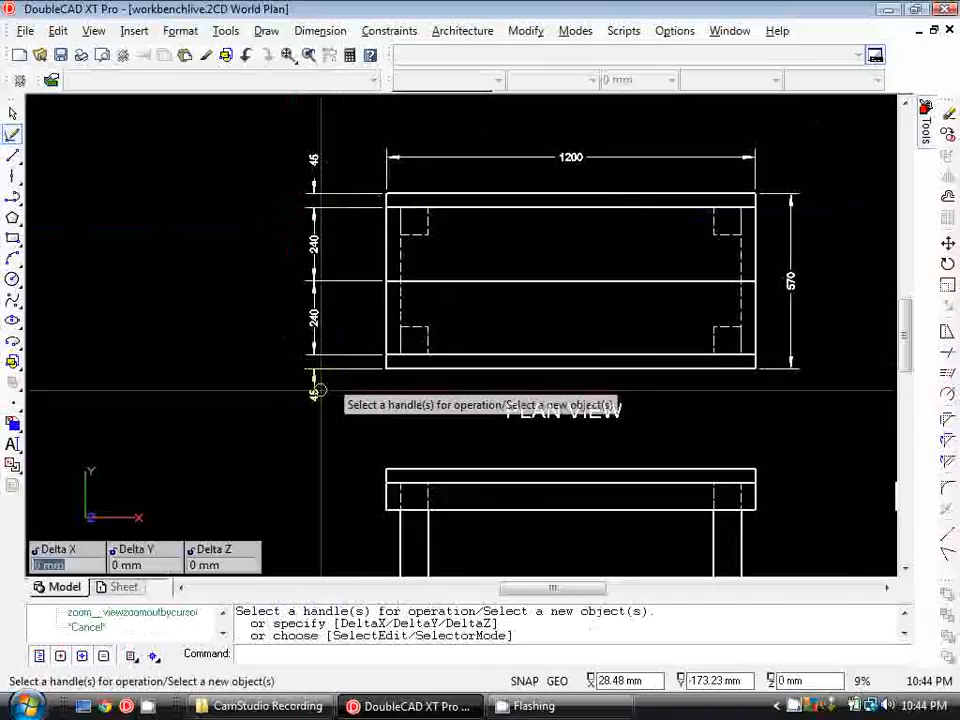 DoubleCAD XT Pro - [workbenchlive.2CD World Plan]
File Edit View Insert Format Tools Draw Dimension Constraints Architecture Modify Modes Scripts Options Window Help
0 mm
Tools
45
1200
240
570
240
45
Select a handle(s) for operation/Select a new object(s).
PLAN VIEW
Y
X
Delta X Delta Y Delta Z
0 mm 0 mm 0 mm
Model Sheet
zoom__viewzoomoutbycursor
"Cancel"
Select a handle(s) for operation/Select a new object(s).
or specify [DeltaX/DeltaY/DeltaZ]
or choose [SelectEdit/SelectorMode]
Command:
Select a handle(s) for operation/Select a new object(s)
SNAP GEO X 28.48 mm Y -173.23 mm Z 0 mm 9% 10:44 PM
CamStudio Recording DoubleCAD XT Pro ... Flashing 10:44 PM